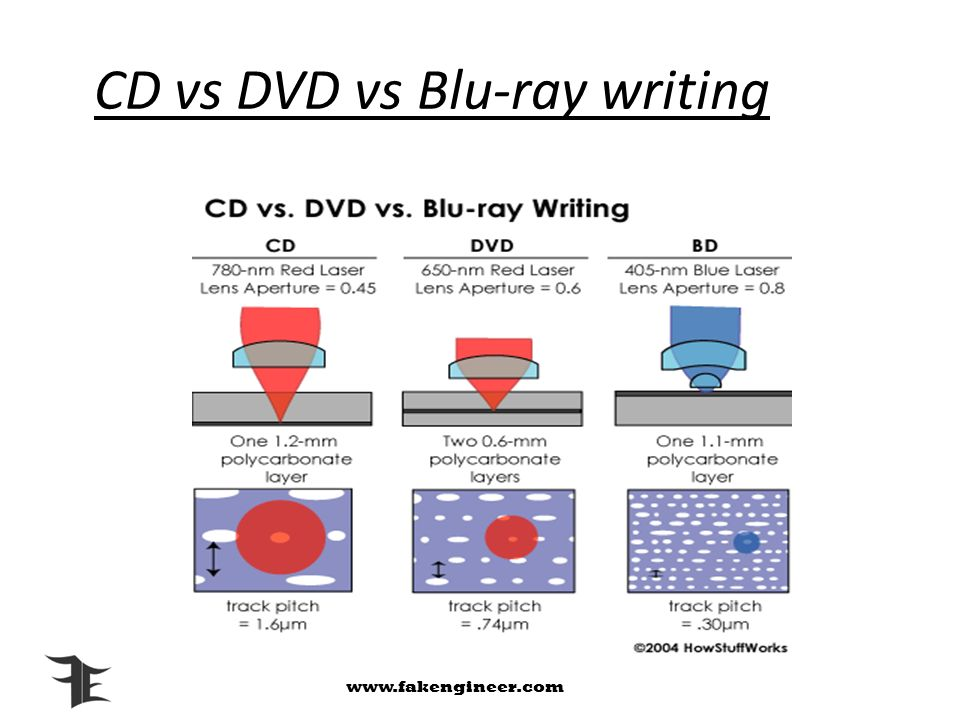 CD vs DVD vs Blu-ray writing
CD vs. DVD vs. Blu-ray Writing
CD
780-nm Red Laser
Lens Aperture = 0.45
One 1.2-mm
polycarbonate
layer
track pitch
= 1.6µm
DVD
650-nm Red Laser
Lens Aperture = 0.6
Two 0.6-mm
polycarbonate
layers
track pitch
= .74µm
BD
405-nm Blue Laser
Lens Aperture = 0.8
One 1.1-mm
polycarbonate
layer
track pitch
= .30µm
©2004 HowStuffWorks
www.fakengineer.com